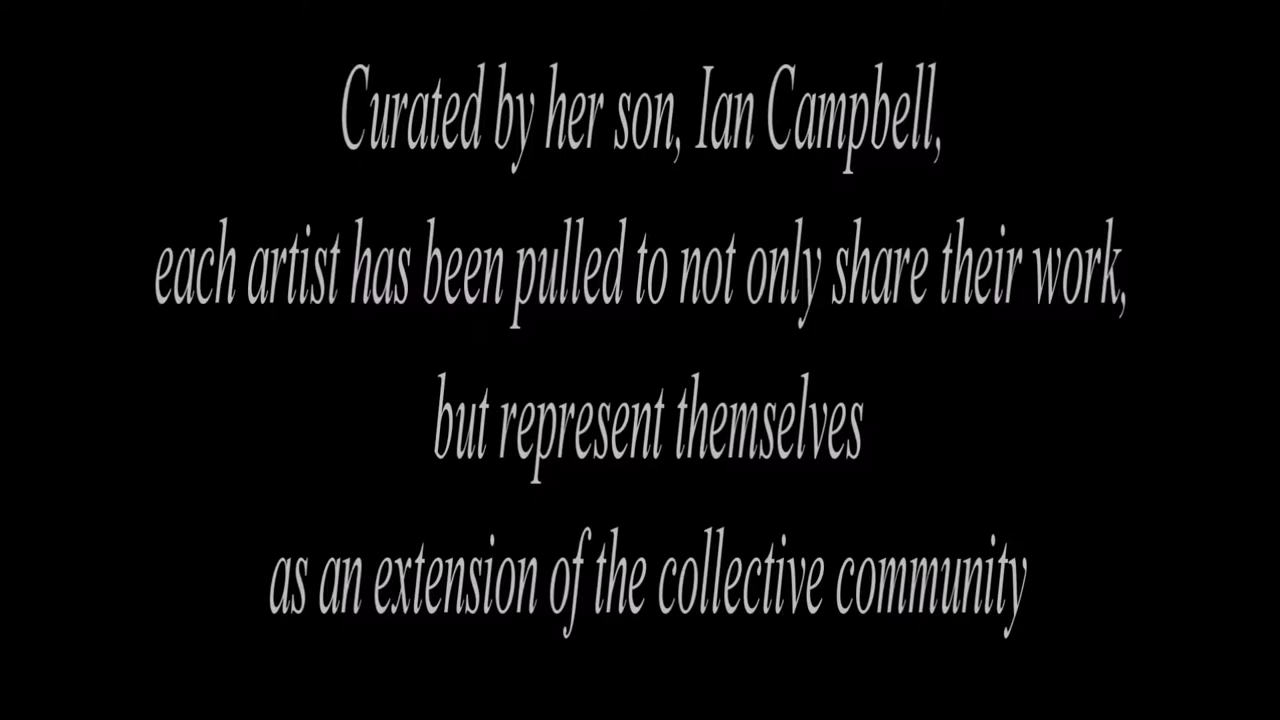 Curated by her son, Ian Campbell,
each artist has been pulled to not only share their work,
but represent themselves
as an extension of the collective community